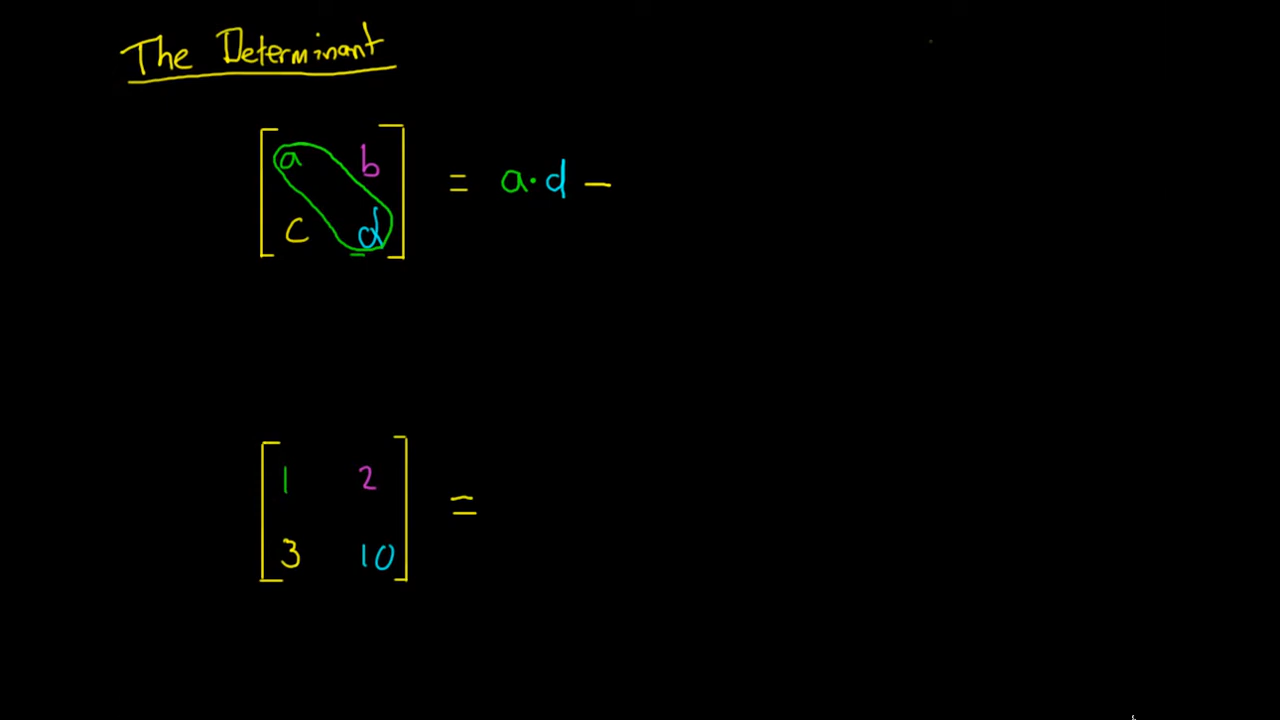 The Determinant
[a b
c d] = a·d −
[1 2
3 10] =